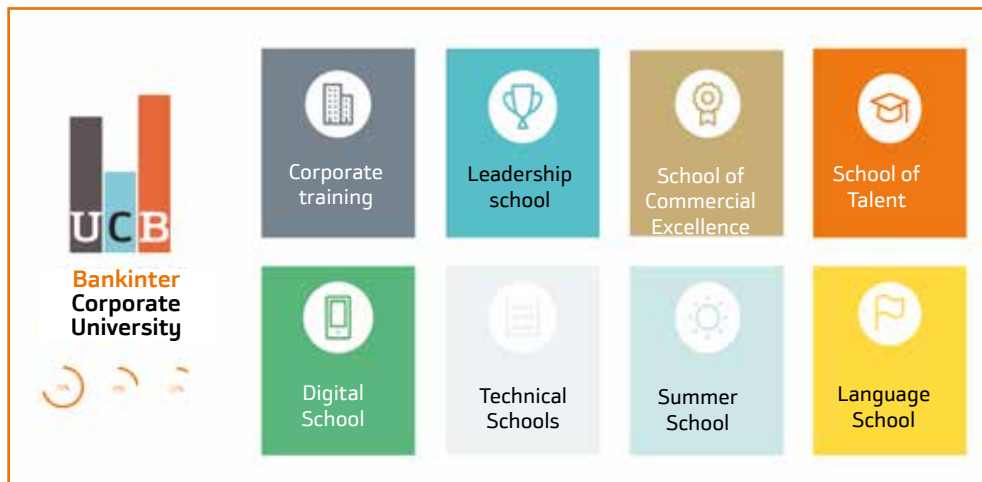 UCB
Bankinter
Corporate
University
Corporate
training
Leadership
school
School of
Commercial
Excellence
School of
Talent
Digital
School
Technical
Schools
Summer
School
Language
School